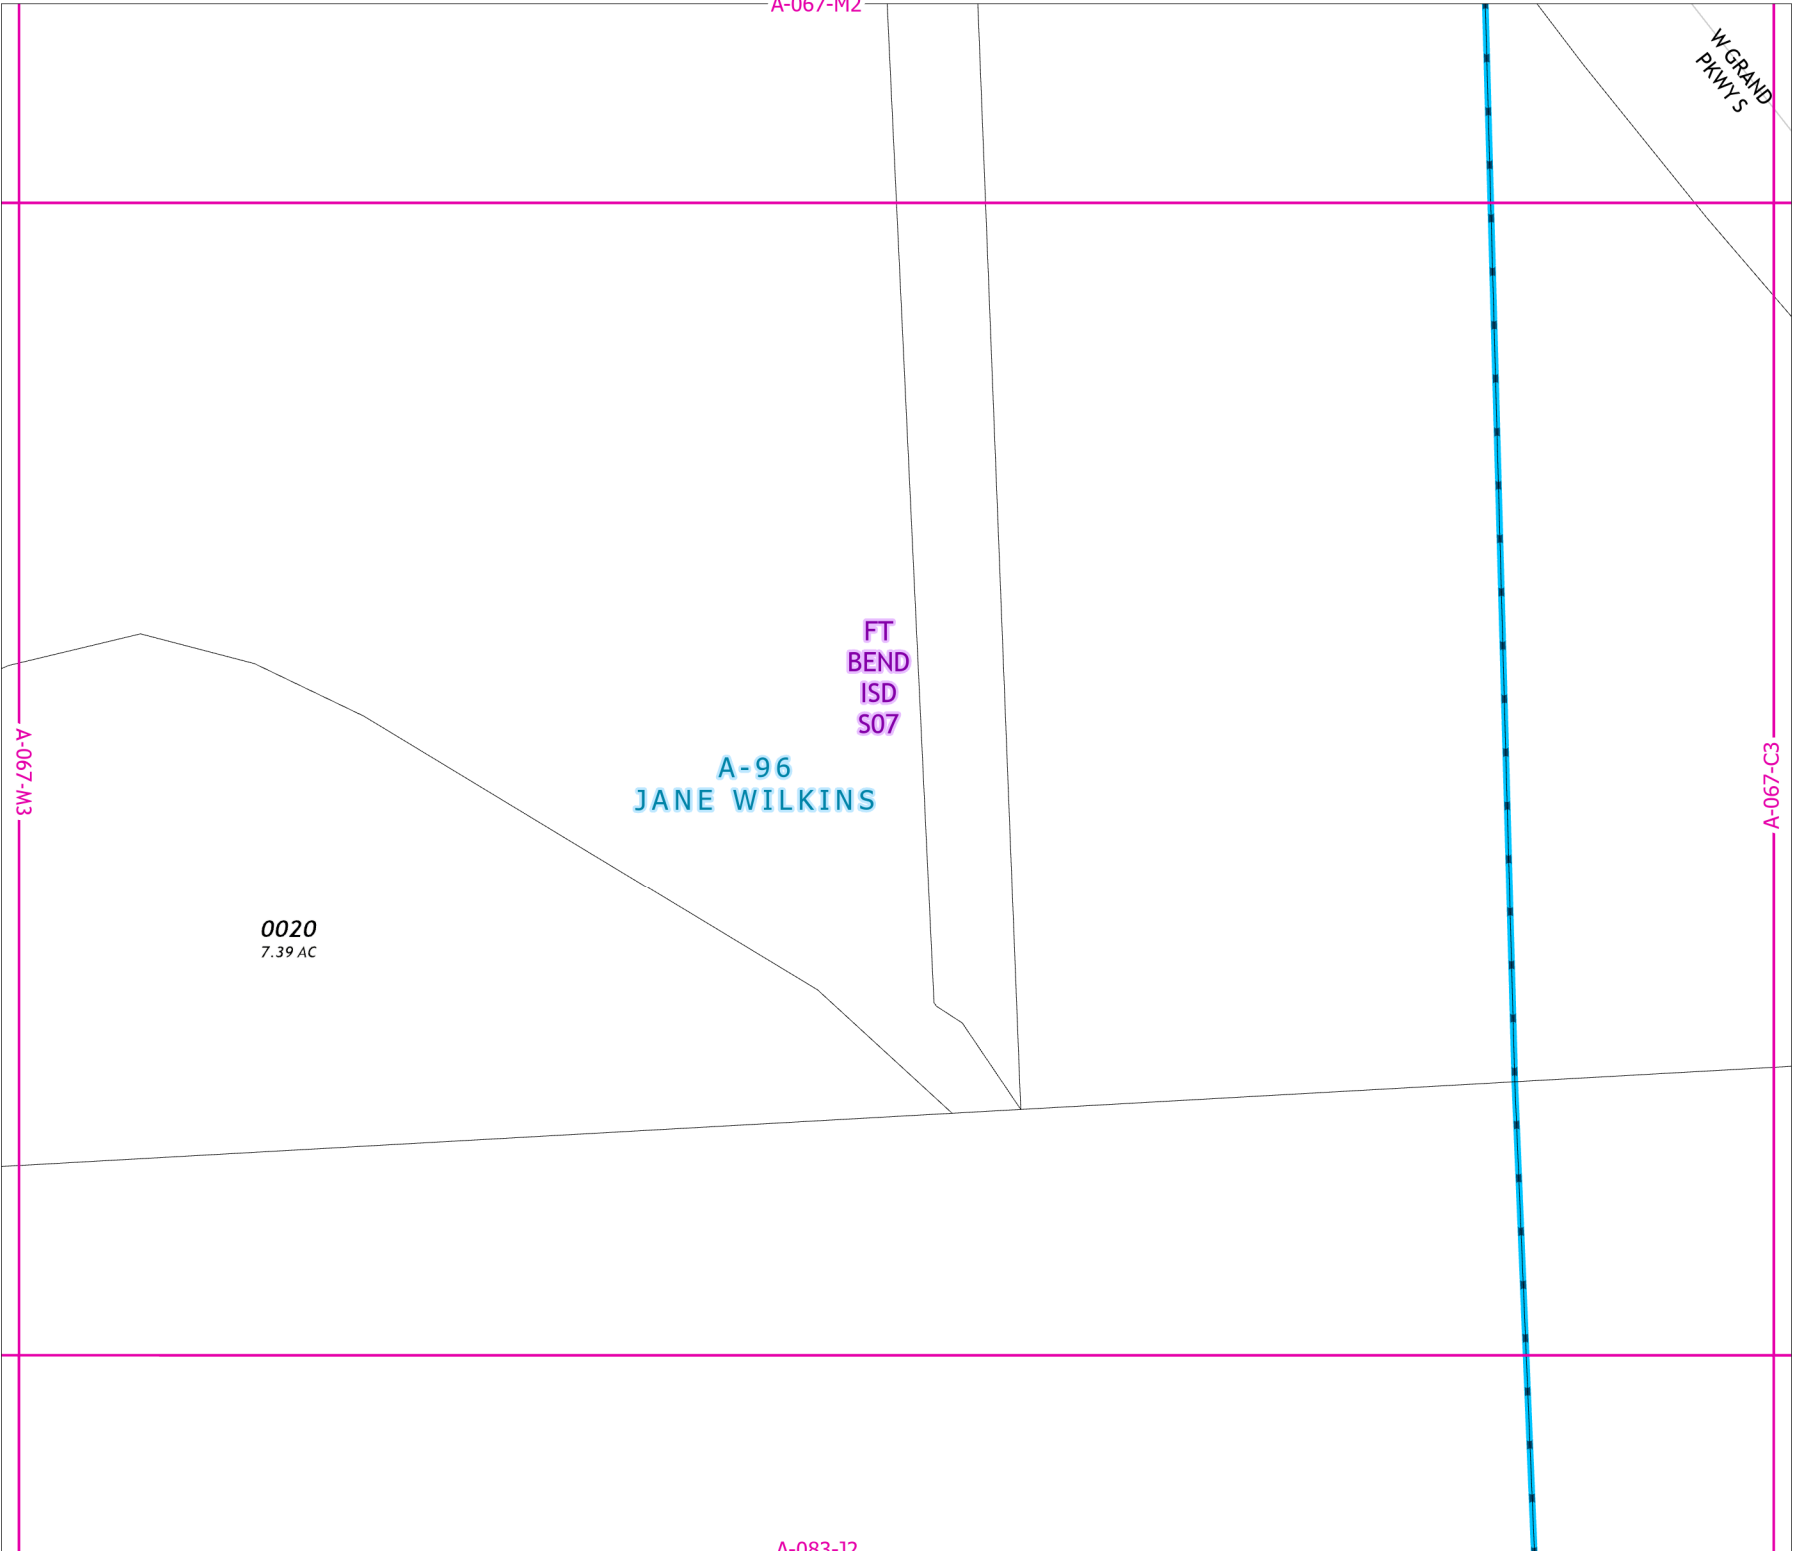 A-067-M2
W GRAND
PKWY S
FT
BEND
ISD
S07
A-067-M3
A-96
JANE WILKINS
A-067-C3
0020
7.39 AC
A-083-J2